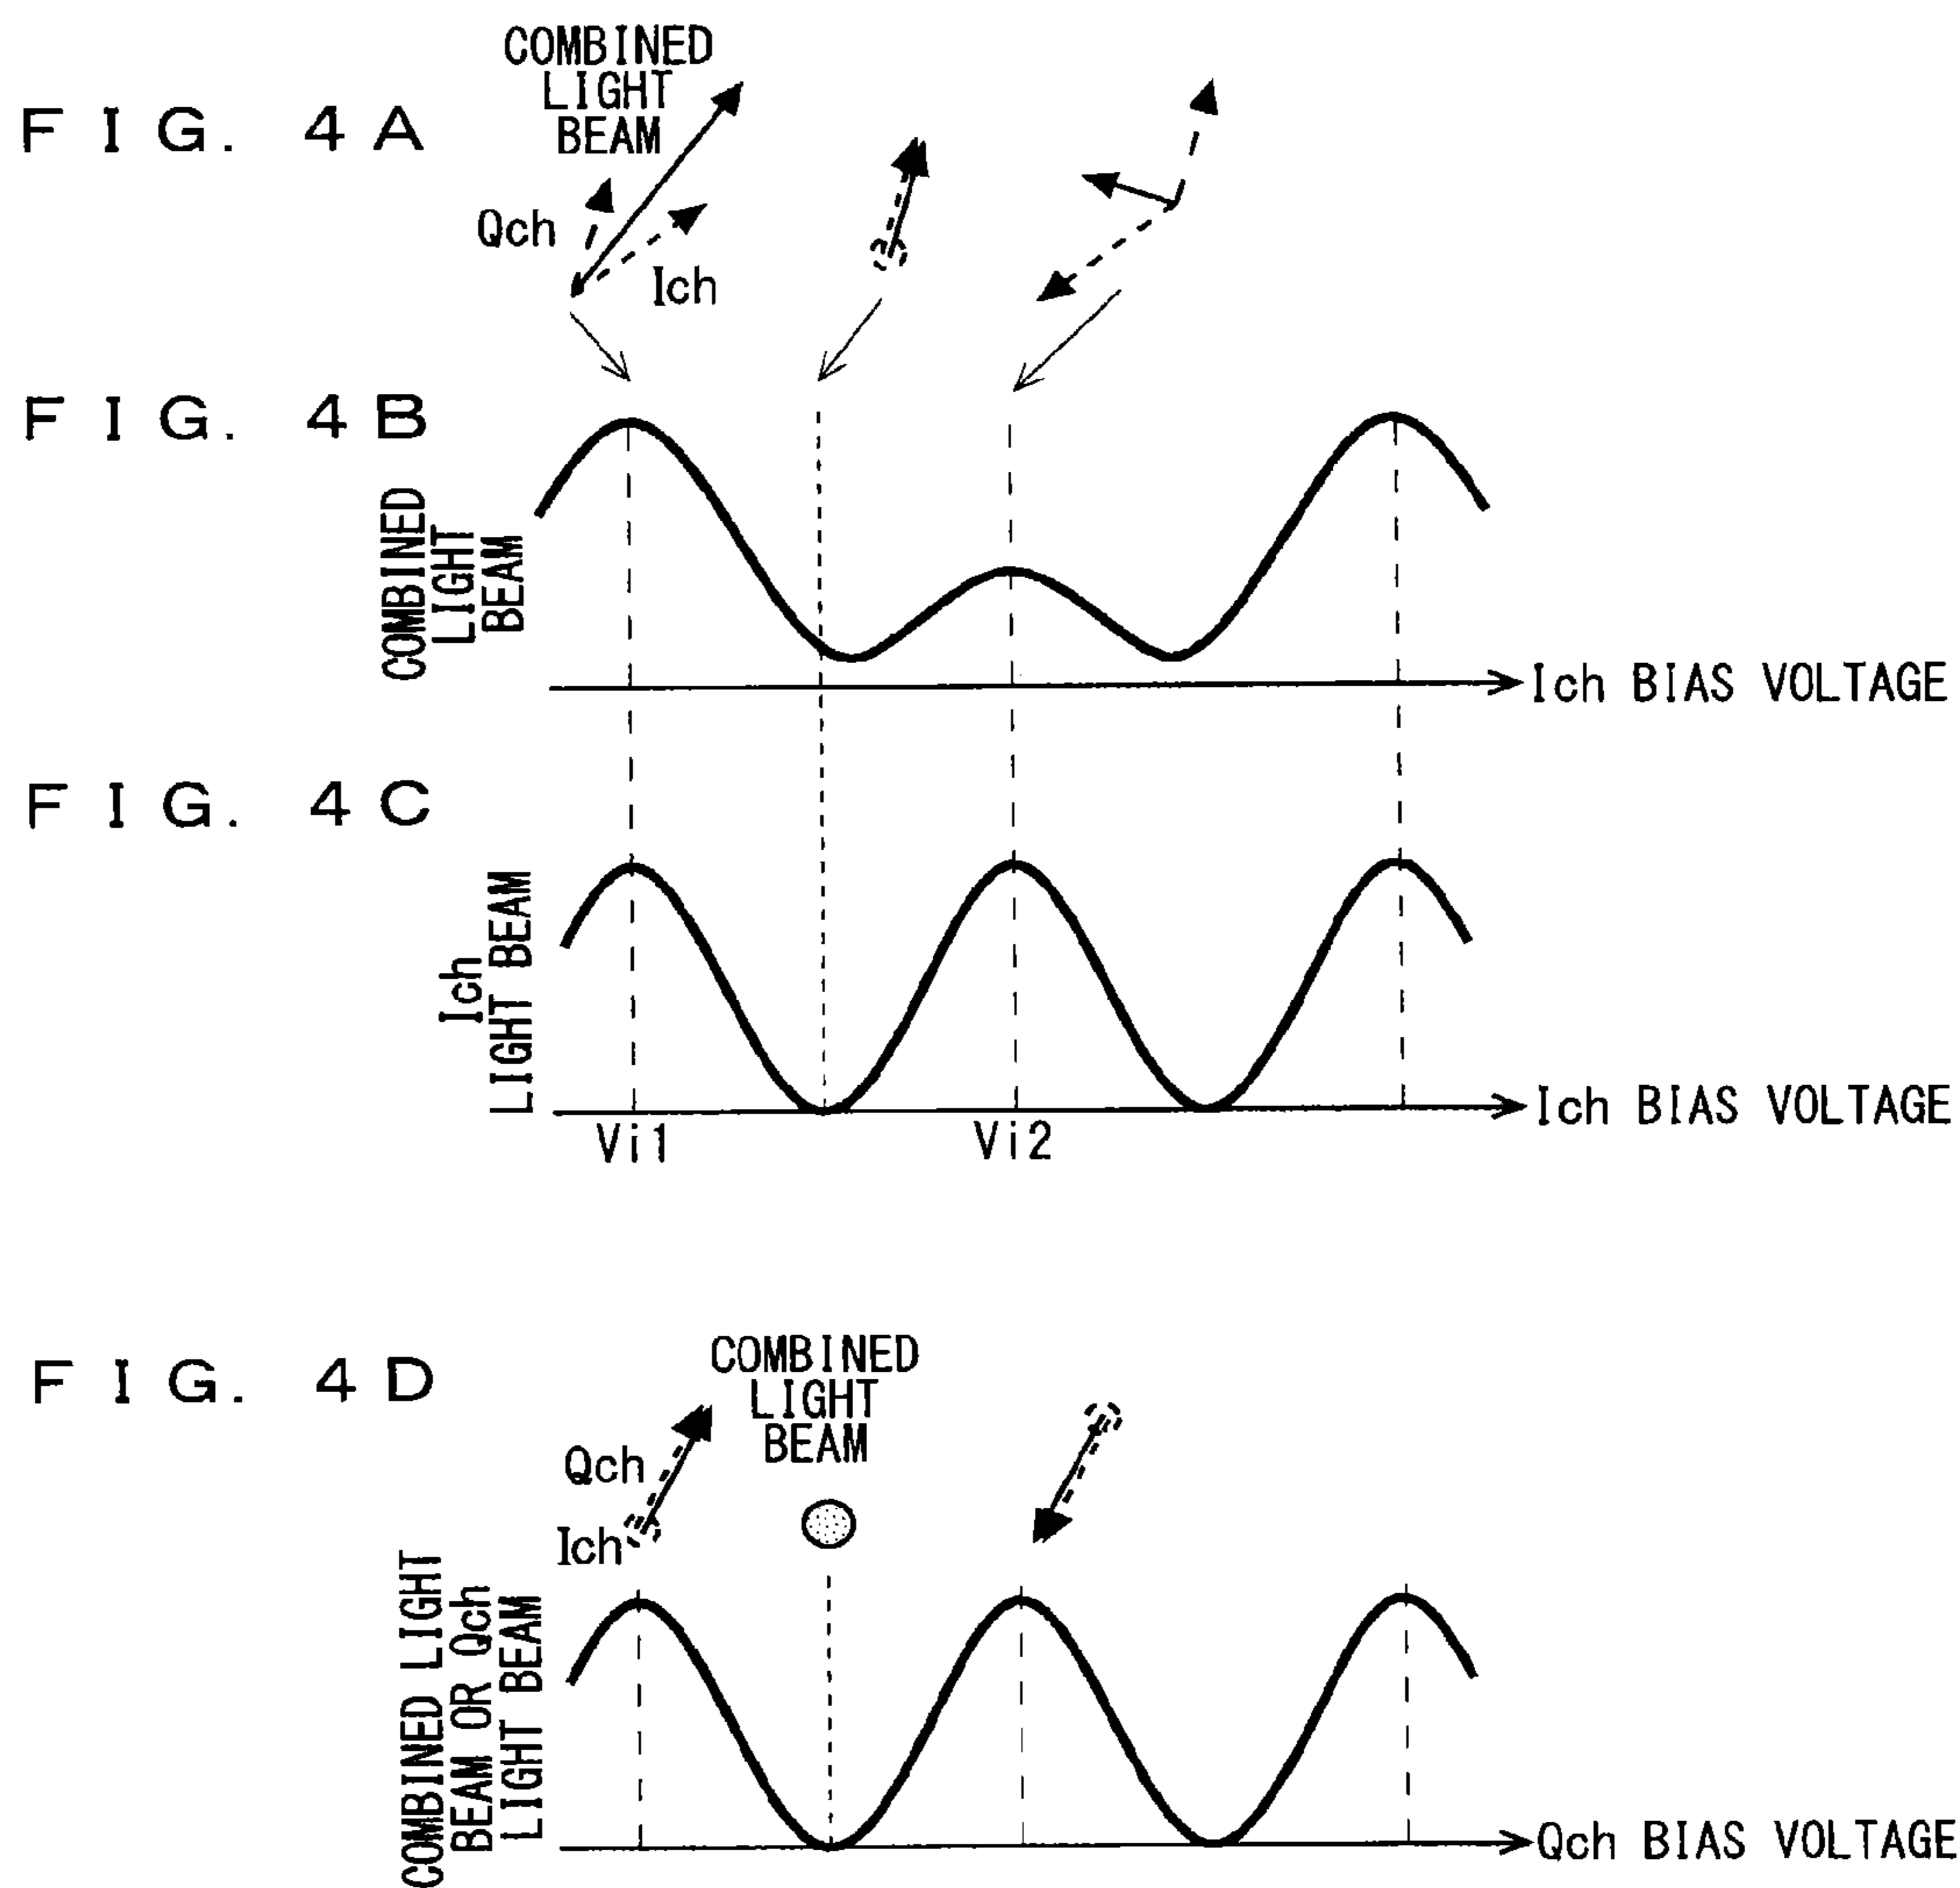 FIG. 4A
COMBINED
LIGHT
BEAM
Qch
Ich
FIG. 4B
COMBINED
LIGHT
BEAM
Ich BIAS VOLTAGE
FIG. 4C
Ich
LIGHT BEAM
Ich BIAS VOLTAGE
Vi1
Vi2
FIG. 4D
COMBINED
LIGHT
BEAM
Qch
Ich
COMBINED LIGHT
BEAM OR Qch
LIGHT BEAM
Qch BIAS VOLTAGE